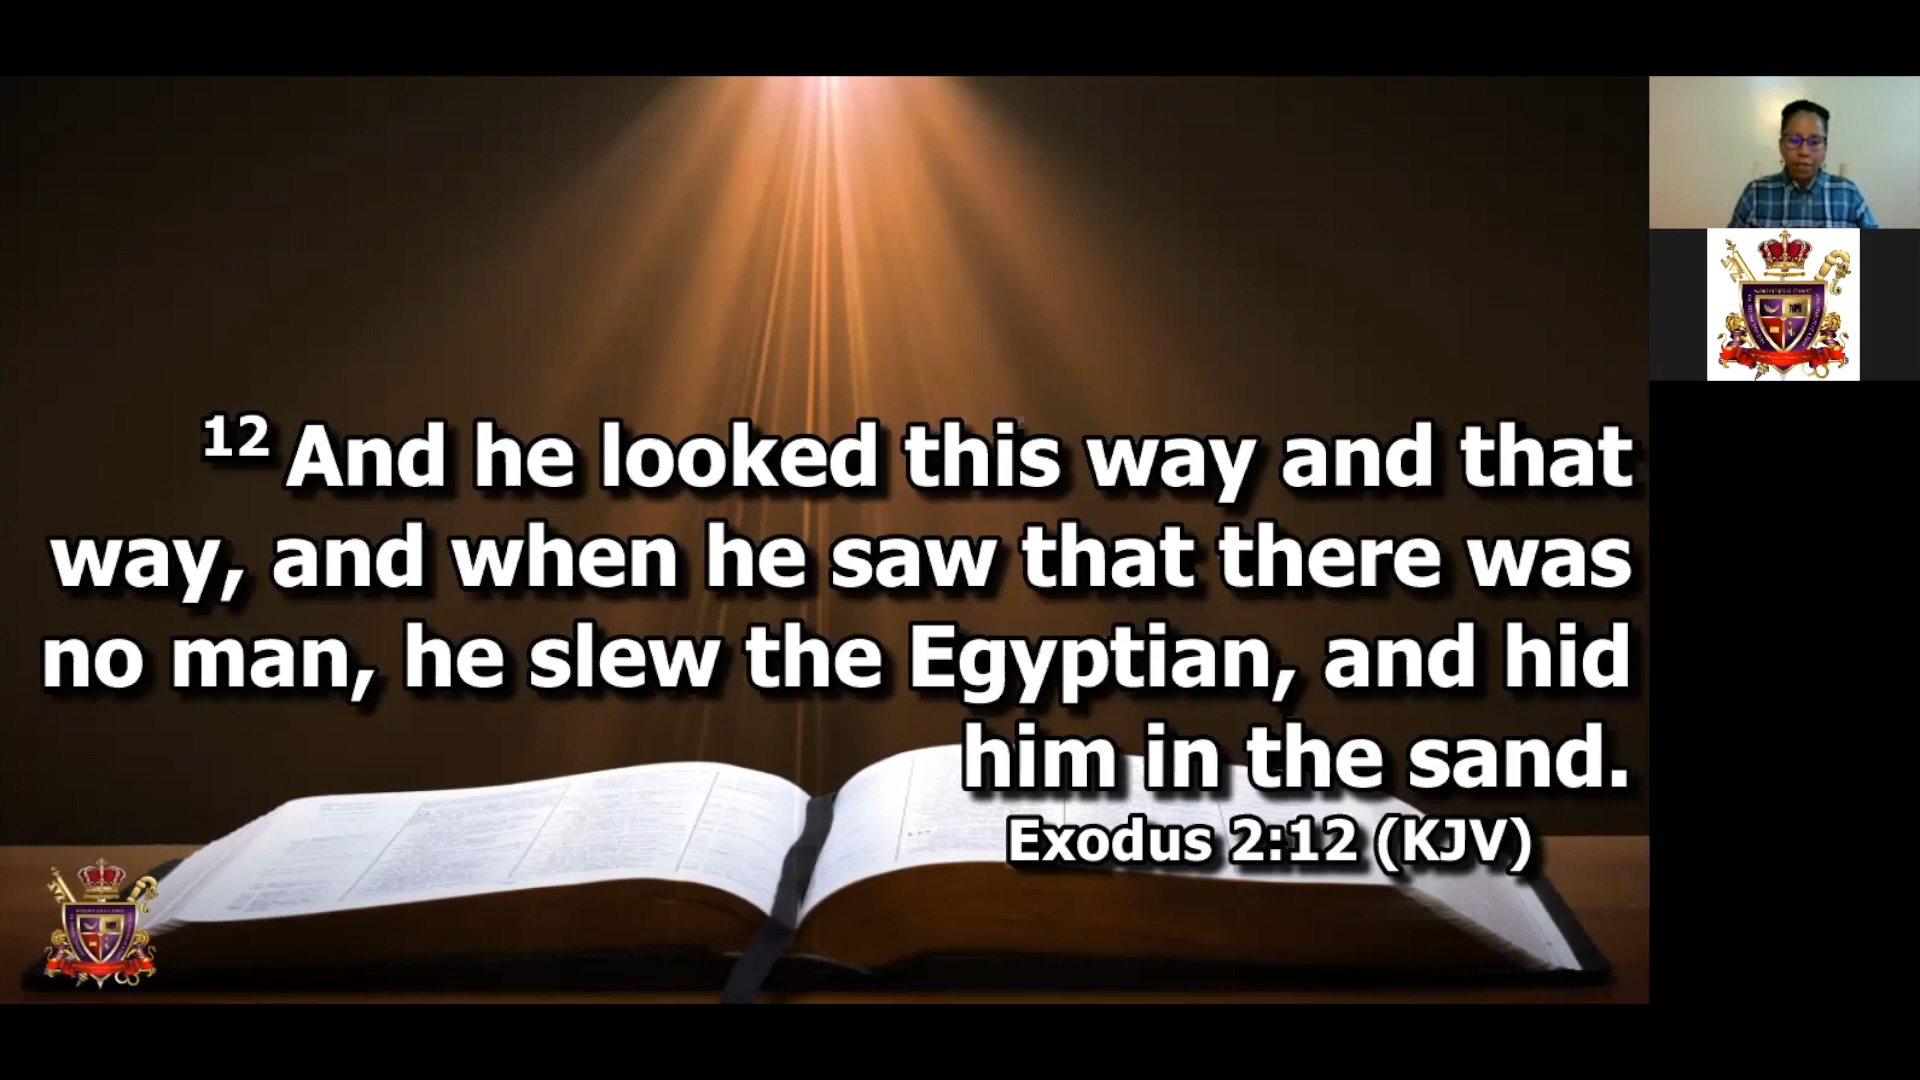 12 And he looked this way and that
way, and when he saw that there was
no man, he slew the Egyptian, and hid
him in the sand.
Exodus 2:12 (KJV)